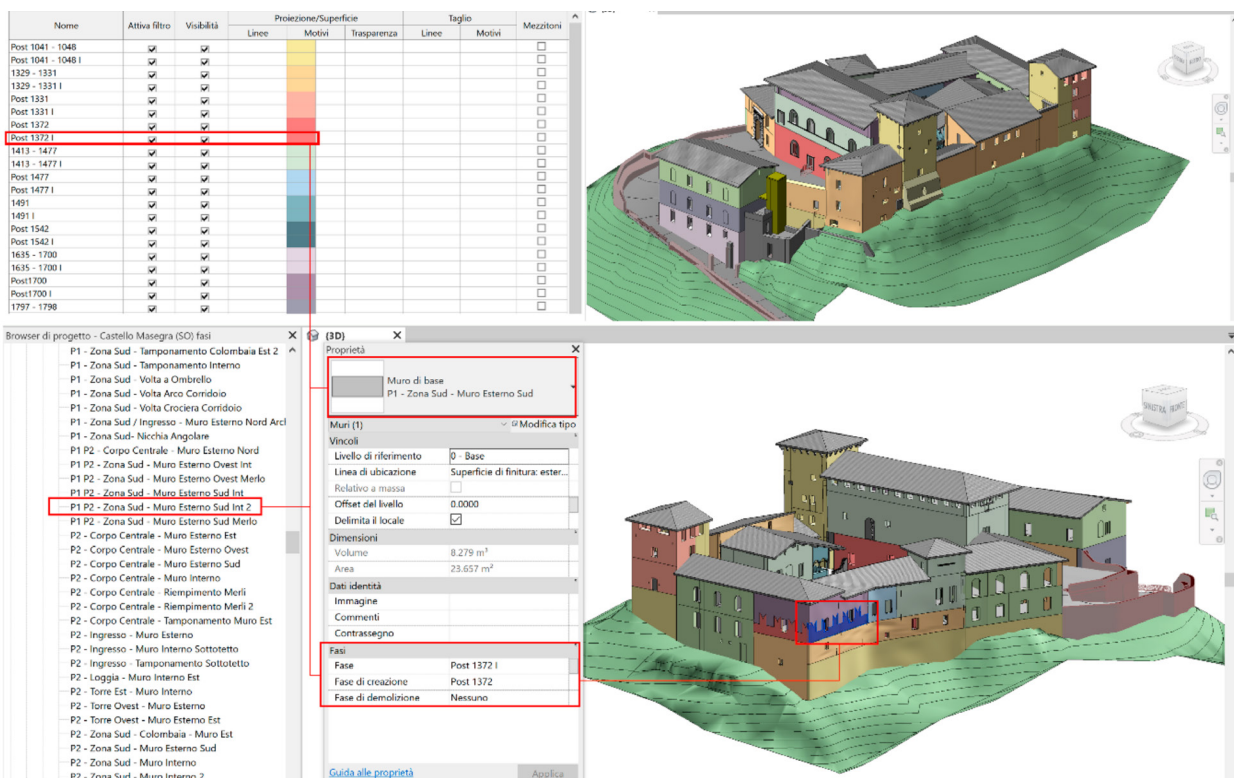 Nome Attiva filtro Visibilità Proiezione/Superficie Taglio Mezzitoni
Linee Motivi Trasparenza Linee Motivi
Post 1041 - 1048
Post 1041 - 1048 I
1329 - 1331
1329 - 1331 I
Post 1331
Post 1331 I
Post 1372
Post 1372 I
1413 - 1477
1413 - 1477 I
Post 1477
Post 1477 I
1491
1491 I
Post 1542
Post 1542 I
1635 - 1700
1635 - 1700 I
Post1700
Post1700 I
1797 - 1798
Browser di progetto - Castello Masegra (SO) fasi X
P1 - Zona Sud - Tamponamento Colombaia Est 2
P1 - Zona Sud - Tamponamento Interno
P1 - Zona Sud - Volta a Ombrello
P1 - Zona Sud - Volta Arco Corridoio
P1 - Zona Sud - Volta Crociera Corridoio
P1 - Zona Sud / Ingresso - Muro Esterno Nord Arcl
P1 - Zona Sud- Nicchia Angolare
P1 P2 - Corpo Centrale - Muro Esterno Nord
P1 P2 - Zona Sud - Muro Esterno Ovest Int
P1 P2 - Zona Sud - Muro Esterno Ovest Merlo
P1 P2 - Zona Sud - Muro Esterno Sud Int
P1 P2 - Zona Sud - Muro Esterno Sud Int 2
P1 P2 - Zona Sud - Muro Esterno Sud Merlo
P2 - Corpo Centrale - Muro Esterno Est
P2 - Corpo Centrale - Muro Esterno Ovest
P2 - Corpo Centrale - Muro Esterno Sud
P2 - Corpo Centrale - Muro Interno
P2 - Corpo Centrale - Riempimento Merli
P2 - Corpo Centrale - Riempimento Merli 2
P2 - Corpo Centrale - Tamponamento Muro Est
P2 - Ingresso - Muro Esterno
P2 - Ingresso - Muro Interno Sottotetto
P2 - Ingresso - Tamponamento Sottotetto
P2 - Loggia - Muro Interno Est
P2 - Torre Est - Muro Interno
P2 - Torre Ovest - Muro Esterno
P2 - Torre Ovest - Muro Esterno Est
P2 - Zona Sud - Colombaia - Muro Est
P2 - Zona Sud - Muro Esterno Sud
P2 - Zona Sud - Muro Interno
P2 - Zona Sud - Muro Interno 2
{3D} X
Proprietà X
Muro di base
P1 - Zona Sud - Muro Esterno Sud
Muri (1) Modifica tipo
Vincoli
Livello di riferimento 0 - Base
Linea di ubicazione Superficie di finitura: ester...
Relativo a massa
Offset del livello 0.0000
Delimita il locale
Dimensioni
Volume 8.279 m³
Area 23.657 m²
Dati identità
Immagine
Commenti
Contrassegno
Fasi
Fase Post 1372 I
Fase di creazione Post 1372
Fase di demolizione Nessuno
Guida alle proprietà Applica
SINISTRA